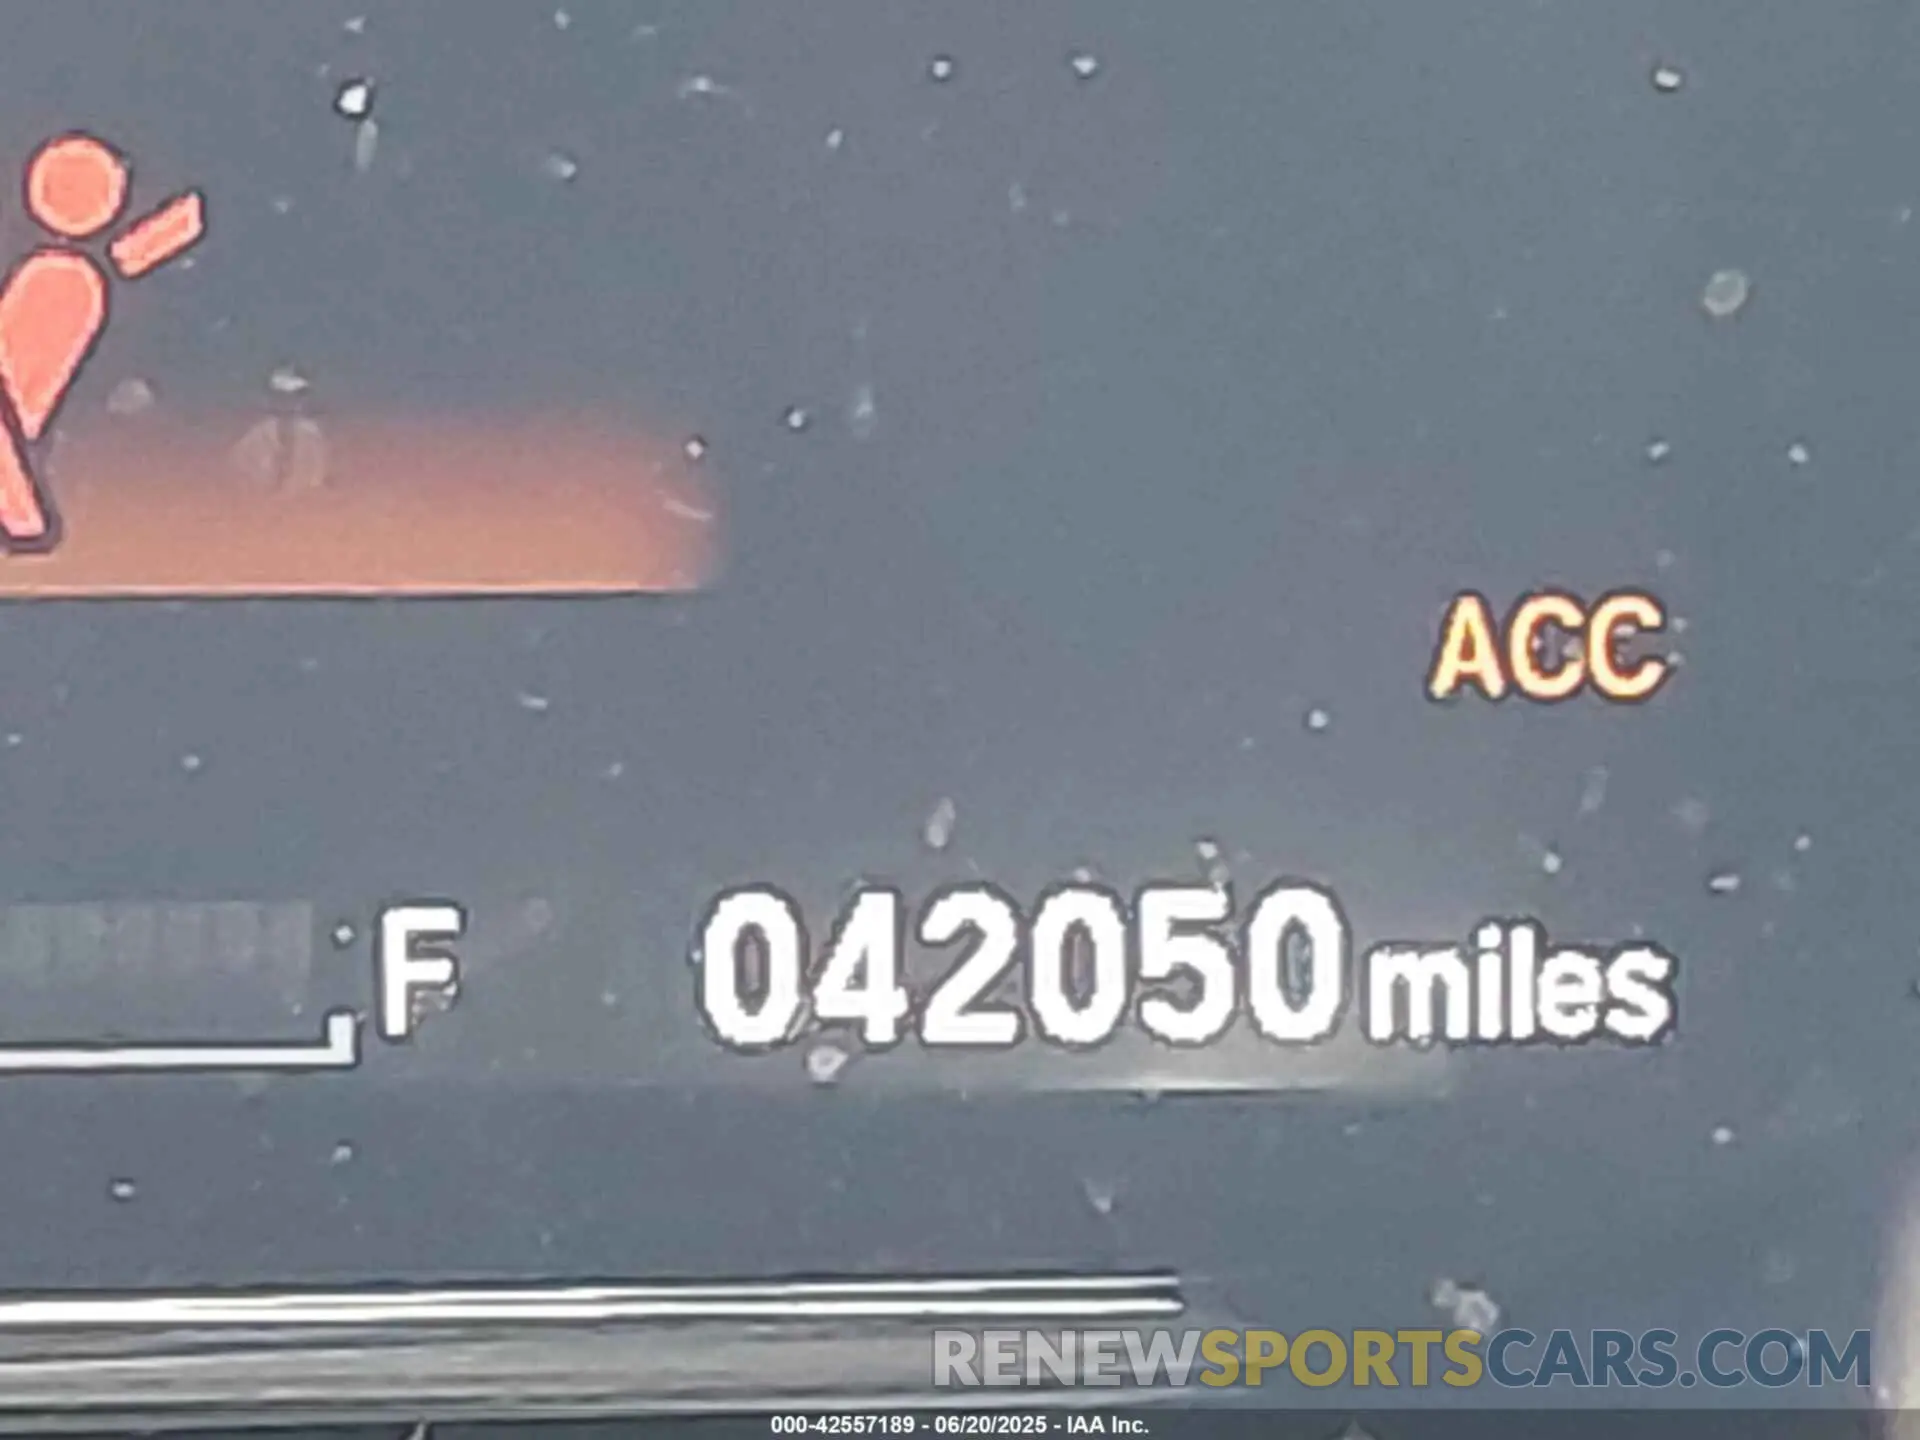 ACC
F 042050 miles
RENEWSPORTSCARS.COM
000-42557189 - 06/20/2025 - IAA Inc.